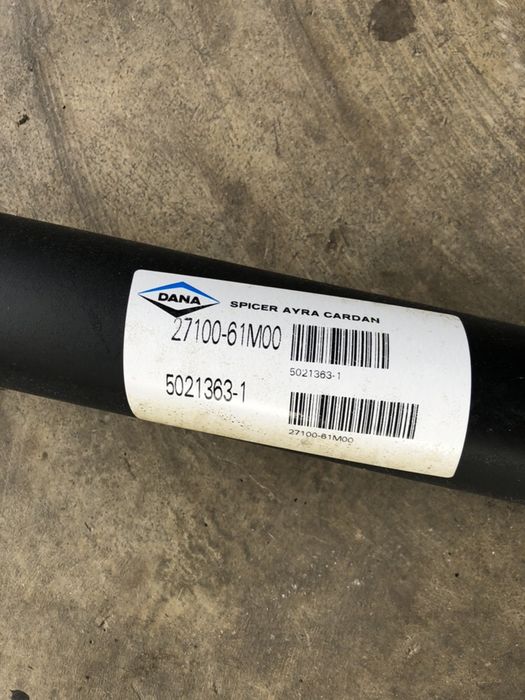 DANA
SPICER AYRA CARDAN
27100-61M00
5021363-1
5021363-1
27100-61M00